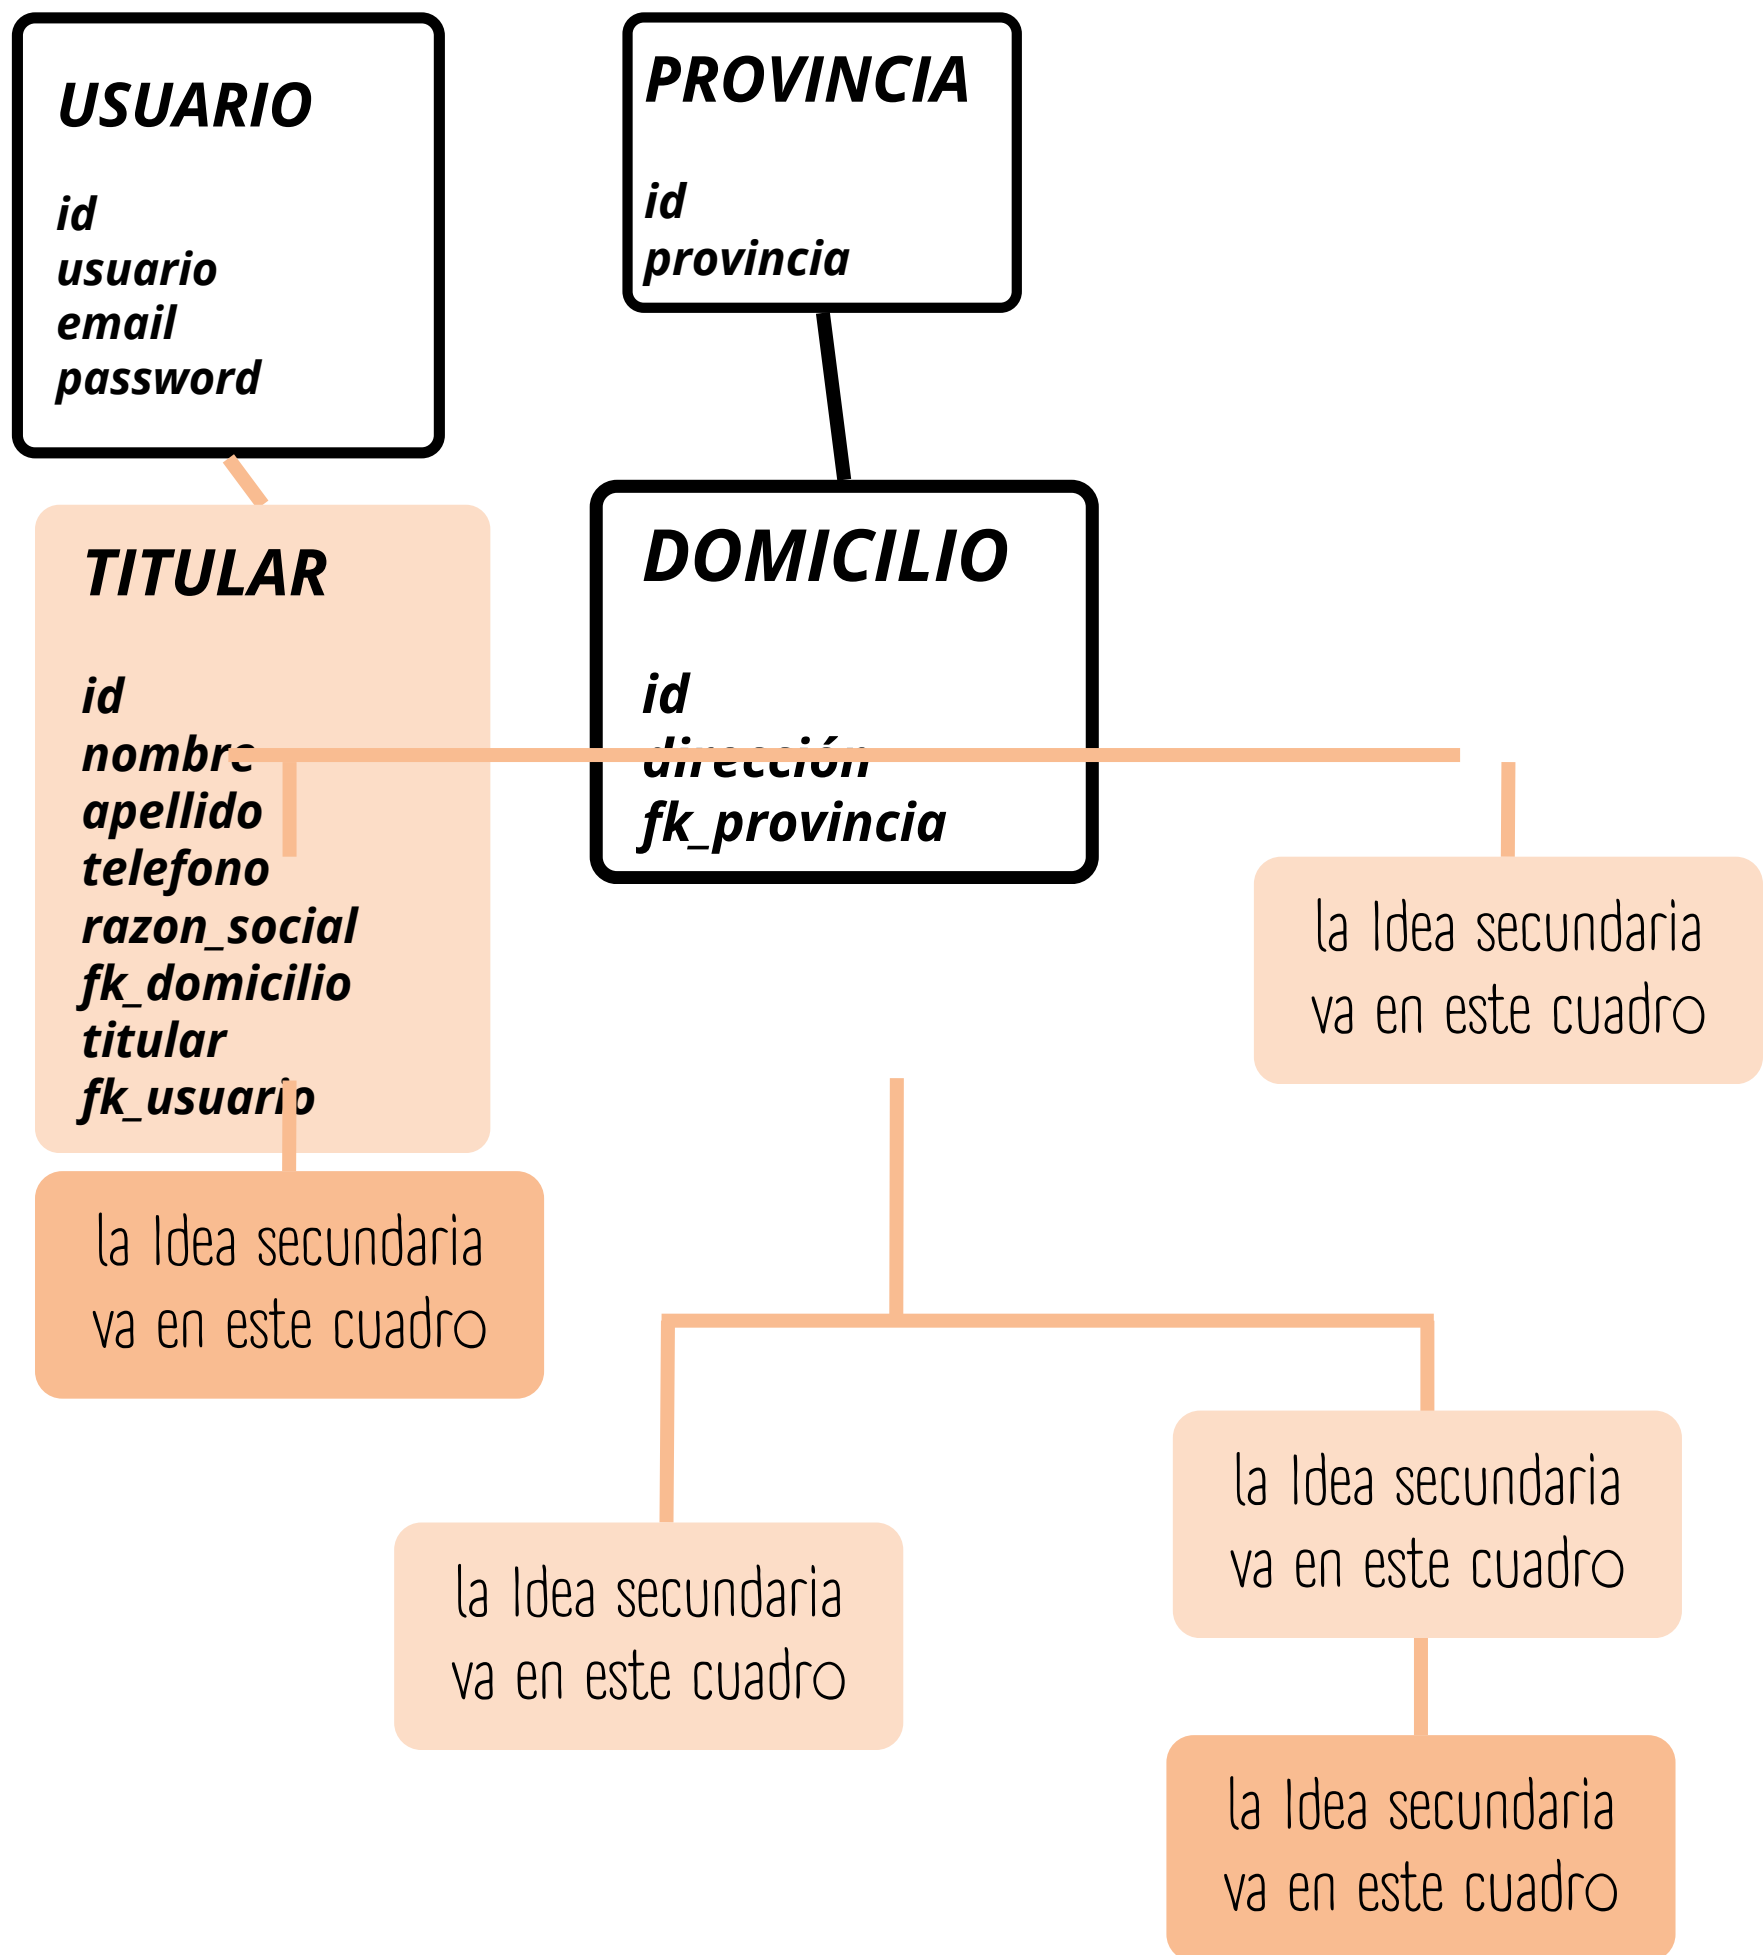 USUARIO
id
usuario
email
password
PROVINCIA
id
provincia
TITULAR
id
nombre
apellido
telefono
razon_social
fk_domicilio
titular
fk_usuario
DOMICILIO
id
dirección
fk_provincia
la Idea secundaria
va en este cuadro
la Idea secundaria
va en este cuadro
la Idea secundaria
va en este cuadro
la Idea secundaria
va en este cuadro
la Idea secundaria
va en este cuadro